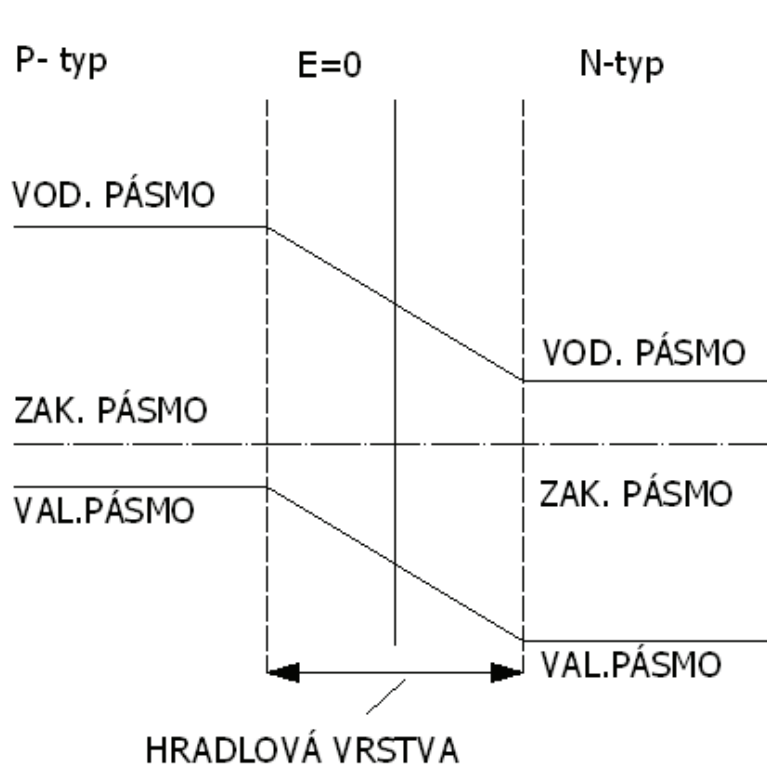 P- typ
E=0
N-typ
VOD. PÁSMO
VOD. PÁSMO
ZAK. PÁSMO
ZAK. PÁSMO
VAL.PÁSMO
VAL.PÁSMO
HRADLOVÁ VRSTVA